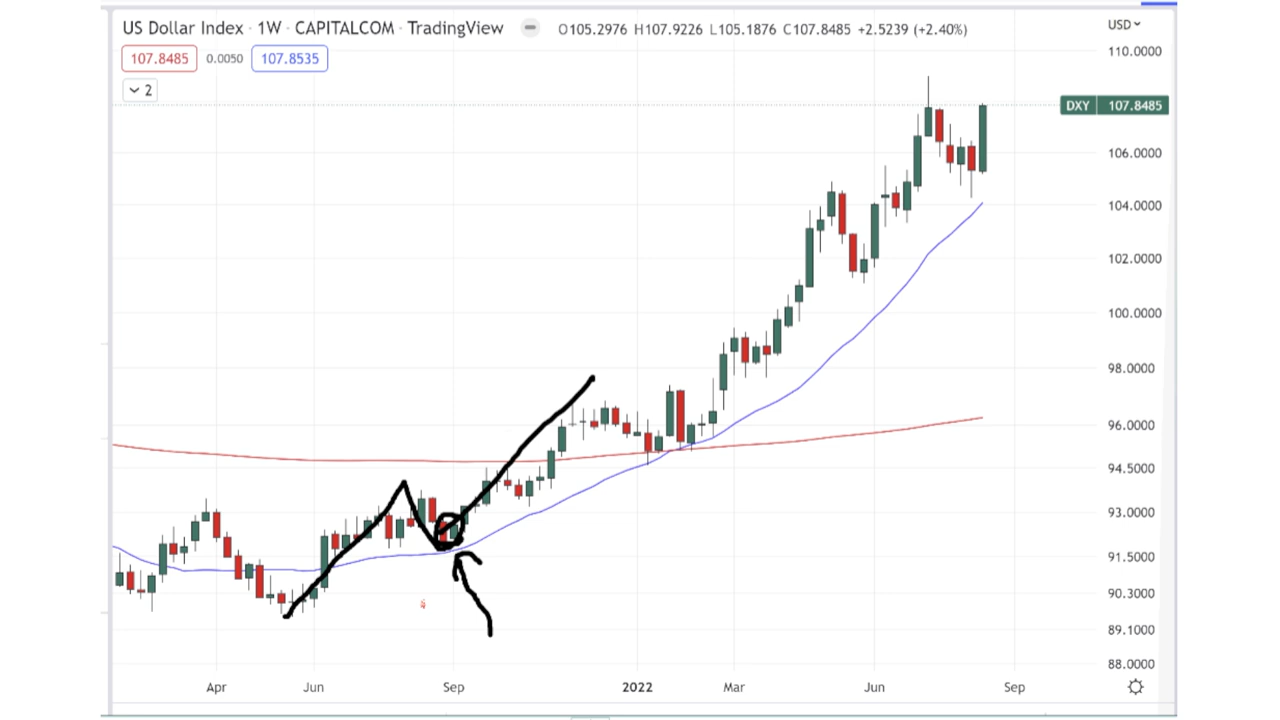 US Dollar Index · 1W · CAPITALCOM · TradingView O105.2976 H107.9226 L105.1876 C107.8485 +2.5239 (+2.40%)
USD
107.8485 0.0050 107.8535
2
110.0000
DXY 107.8485
106.0000
104.0000
102.0000
100.0000
98.0000
96.0000
94.5000
93.0000
91.5000
90.3000
89.1000
88.0000
Apr Jun Sep 2022 Mar Jun Sep